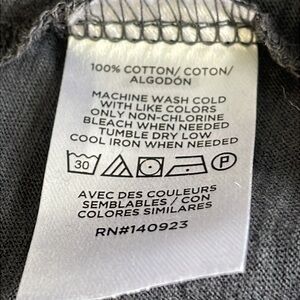 100% COTTON/ COTON/
ALGODÓN
MACHINE WASH COLD
WITH LIKE COLORS
ONLY NON-CHLORINE
BLEACH WHEN NEEDED
TUMBLE DRY LOW
COOL IRON WHEN NEEDED
30 P
AVEC DES COULEURS
SEMBLABLES / CON
COLORES SIMILARES
RN#140923